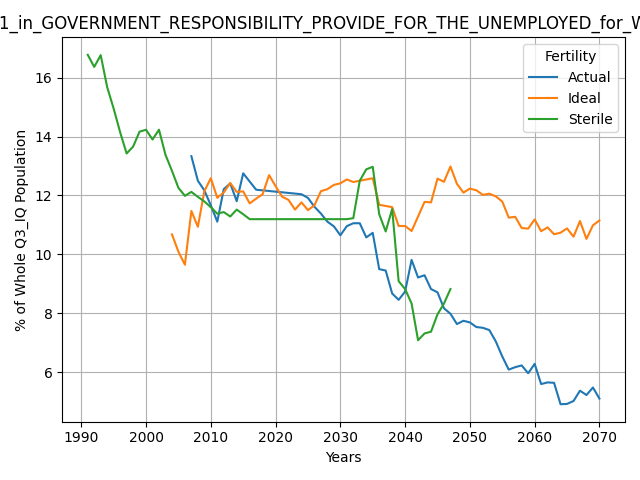 1_in_GOVERNMENT_RESPONSIBILITY_PROVIDE_FOR_THE_UNEMPLOYED_for_W
Fertility
Actual
Ideal
Sterile
% of Whole Q3_IQ Population
16
14
12
10
8
6
1990 2000 2010 2020 2030 2040 2050 2060 2070
Years